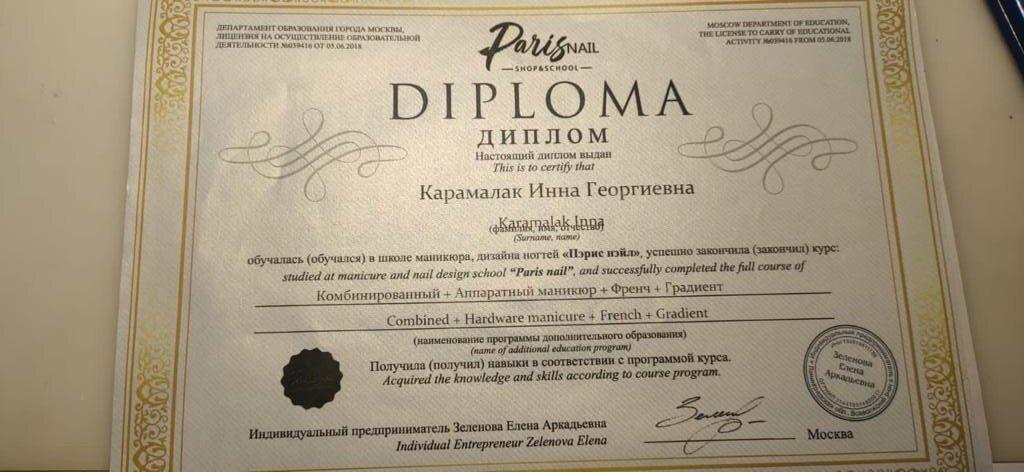 ДЕПАРТАМЕНТ ОБРАЗОВАНИЯ ГОРОДА МОСКВЫ,
ЛИЦЕНЗИЯ НА ОСУЩЕСТВЛЕНИЕ ОБРАЗОВАТЕЛЬНОЙ
ДЕЯТЕЛЬНОСТИ №039416 ОТ 05.06.2018
MOSCOW DEPARTMENT OF EDUCATION,
THE LICENSE TO CARRY OF EDUCATIONAL
ACTIVITY №039416 FROM 05.06.2018
Paris NAIL
SHOP&SCHOOL
DIPLOMA
ДИПЛОМ
Настоящий диплом выдан
This is to certify that
Карамалак Инна Георгиевна
Karamalak Inna
(фамилия, имя, отчество)
(Surname, name)
обучалась (обучался) в школе маникюра, дизайна ногтей «Пэрис нэйл», успешно закончила (закончил) курс:
studied at manicure and nail design school "Paris nail", and successfully completed the full course of
Комбинированный + Аппаратный маникюр + Френч + Градиент
Combined + Hardware manicure + French + Gradient
(наименование программы дополнительного образования)
(name of additional education program)
Получила (получил) навыки в соответствии с программой курса.
Acquired the knowledge and skills according to course program.
Зеленова
Елена
Аркадьевна
Индивидуальный предприниматель Зеленова Елена Аркадьевна
Individual Entrepreneur Zelenova Elena
Москва